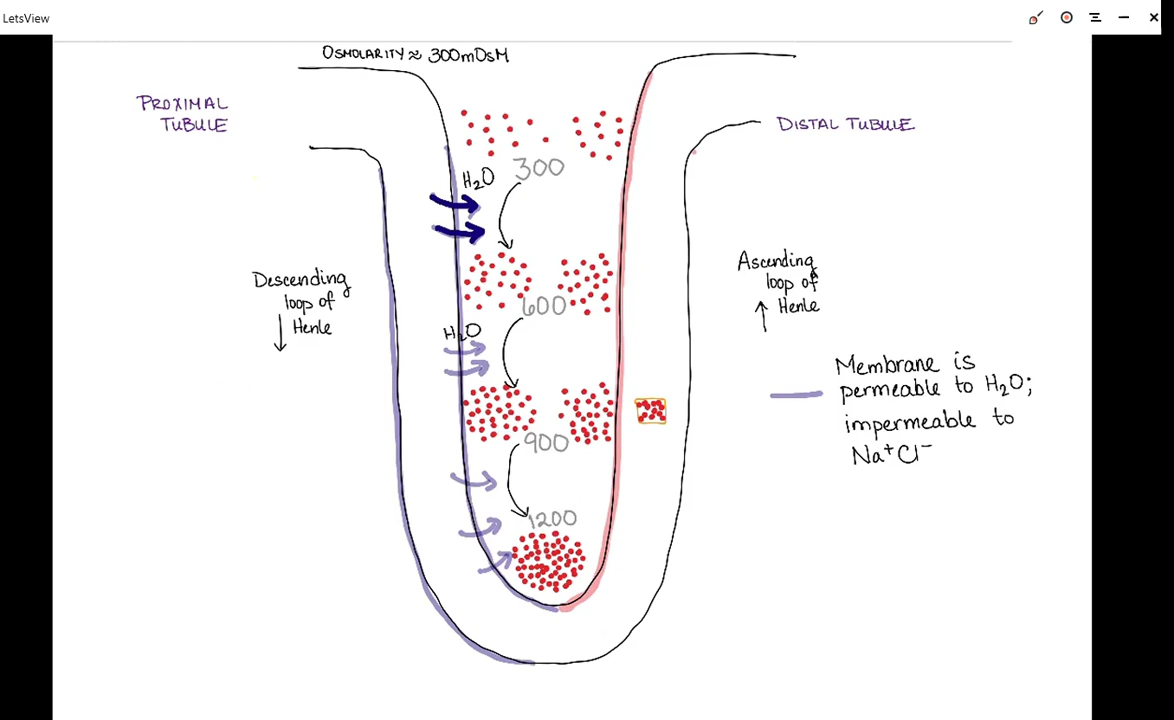 LetsView
OSMOLARITY ≈ 300mOsM
PROXIMAL
TUBULE
DISTAL TUBULE
H₂O
300
Descending
loop of
Henle
600
H₂O
Ascending
loop of
Henle
900
Membrane is
permeable to H₂O;
impermeable to
Na⁺Cl⁻
1200